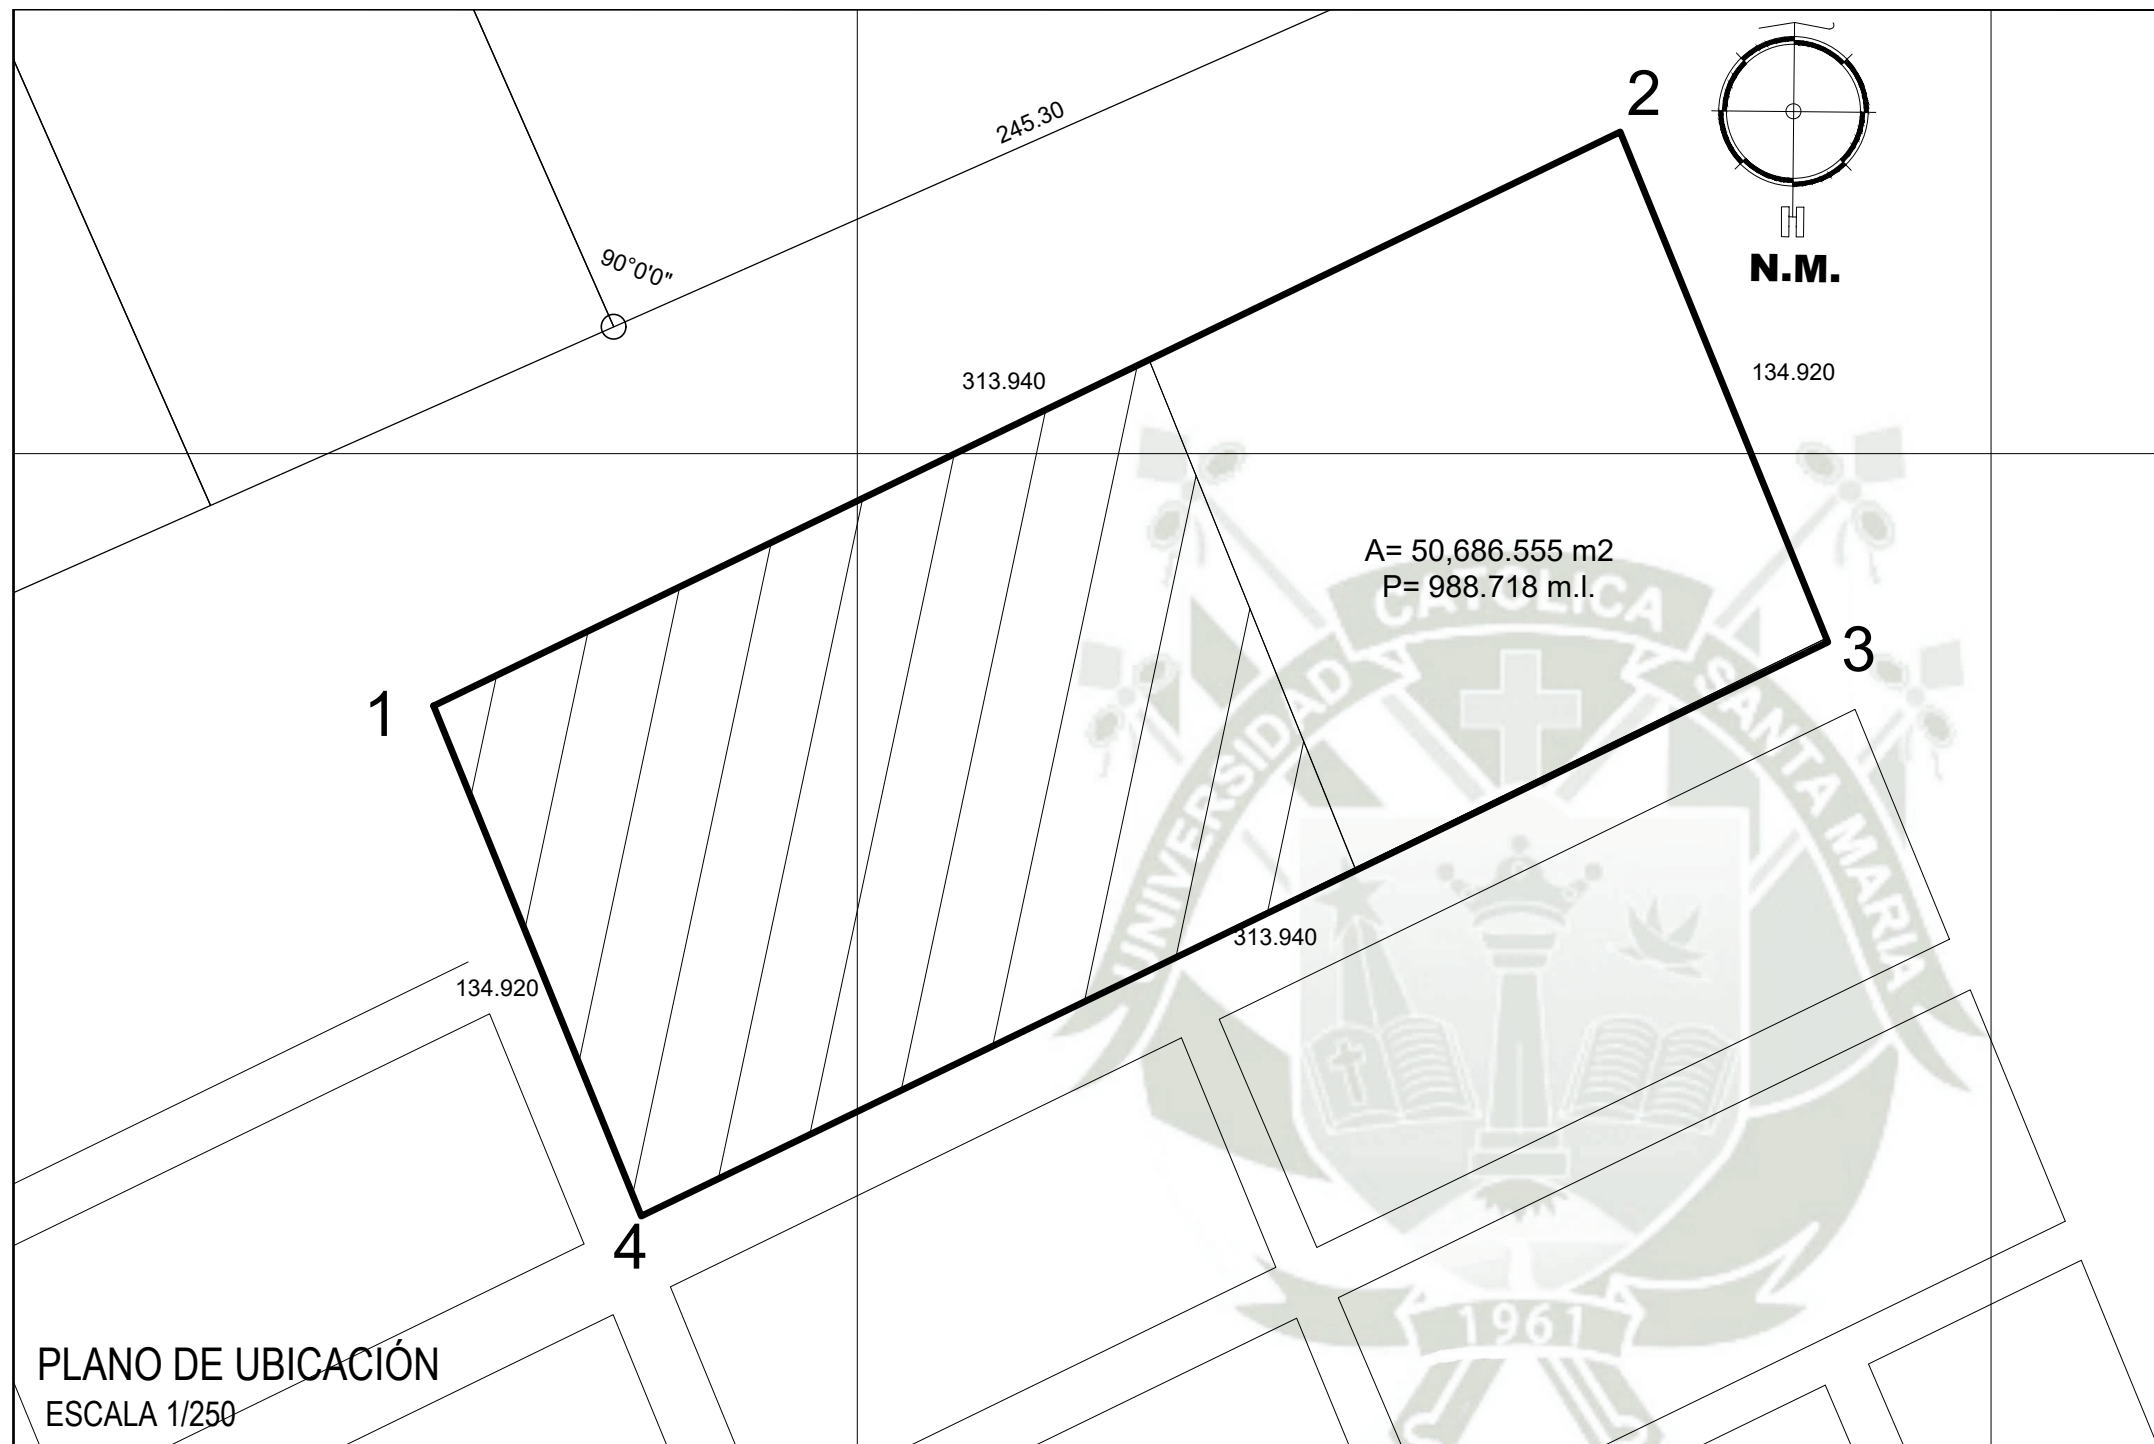 245.30
2
90°0'0"
N.M.
313.940
134.920
A= 50,686.555 m2
P= 988.718 m.l.
CATOLICA
UNIVERSIDAD
SANTA MARIA
3
1
313.940
134.920
4
1961
PLANO DE UBICACIÓN
ESCALA 1/250